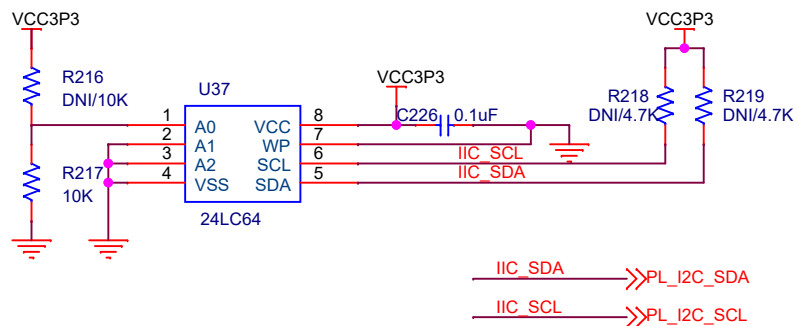 VCC3P3
VCC3P3
R216
DNI/10K
U37
VCC3P3
R218
DNI/4.7K
R219
DNI/4.7K
C226
0.1uF
1
A0
VCC
8
2
A1
WP
7
3
A2
SCL
6
IIC_SCL
4
VSS
SDA
5
IIC_SDA
R217
10K
24LC64
IIC_SDA
PL_I2C_SDA
IIC_SCL
PL_I2C_SCL